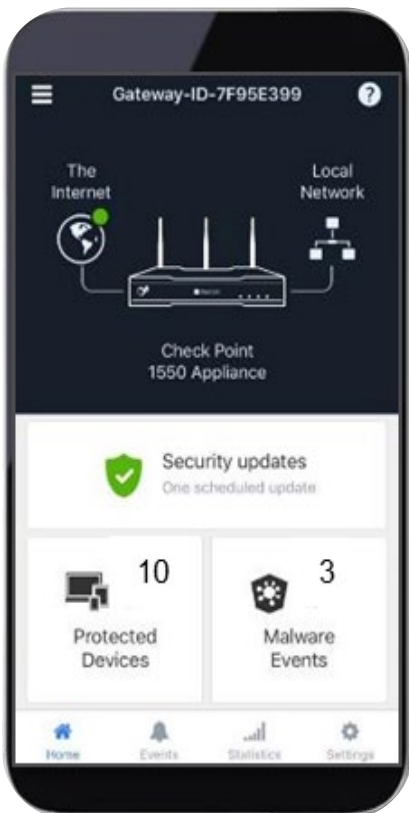 Gateway-ID-7F95E399
?
The
Internet
Local
Network
Check Point
1550 Appliance
Security updates
One scheduled update
10
Protected
Devices
3
Malware
Events
Home
Events
Statistics
Settings